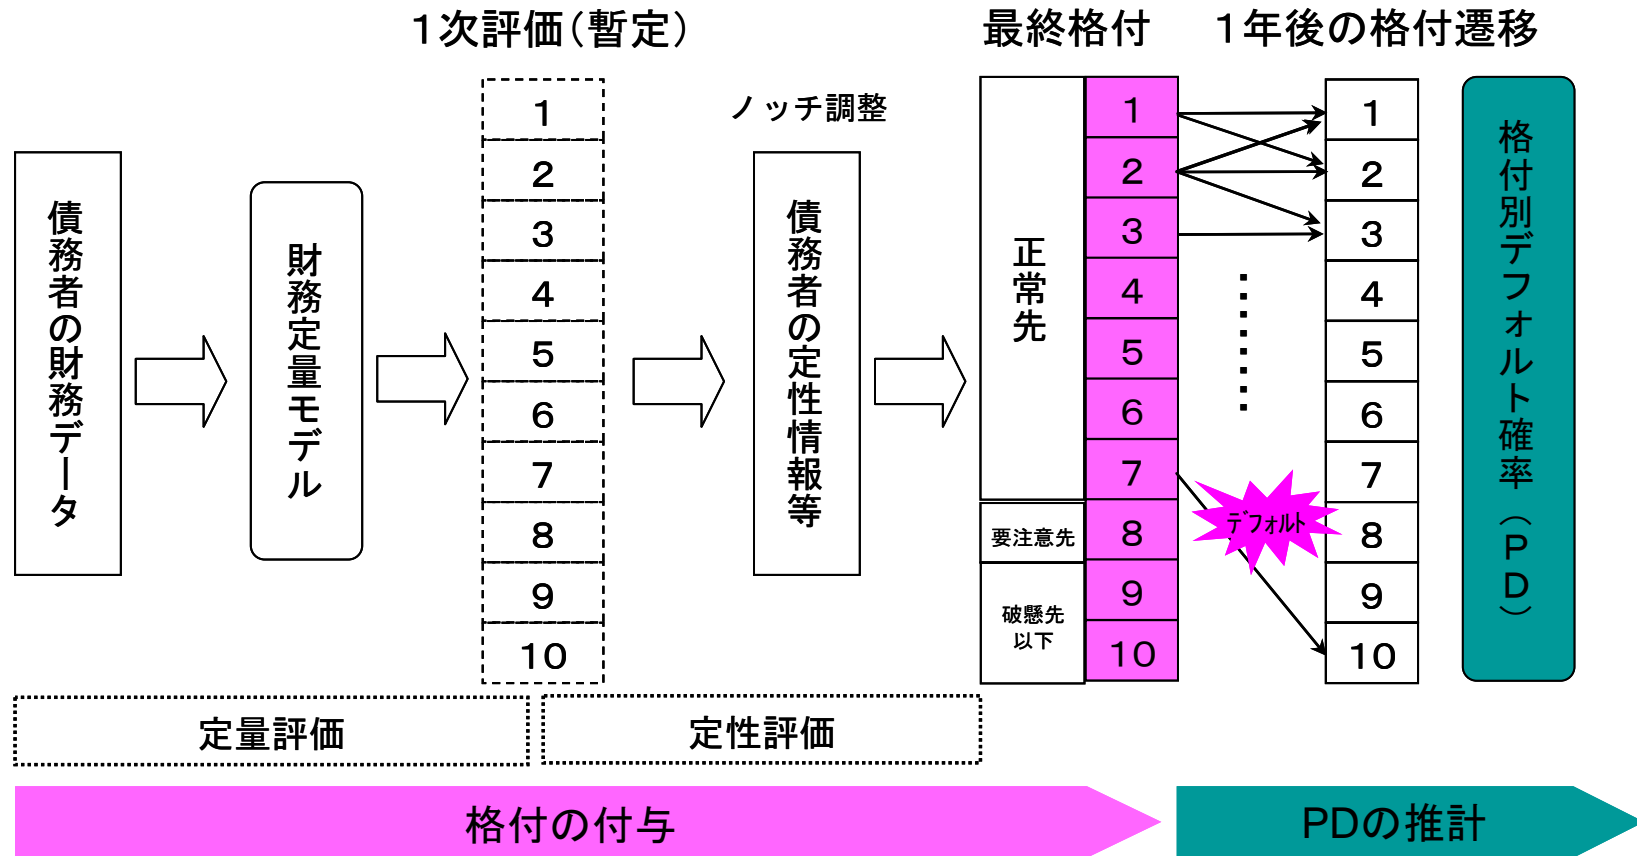 1次評価（暫定）
最終格付
1年後の格付遷移
債務者の財務データ
財務定量モデル
1
2
3
4
5
6
7
8
9
10
ノッチ調整
債務者の定性情報等
正常先
要注意先
破懸先
以下
1
2
3
4
5
6
7
8
9
10
デフォルト
1
2
3
4
5
6
7
8
9
10
格付別デフォルト確率（PD）
定量評価
定性評価
格付の付与
PDの推計